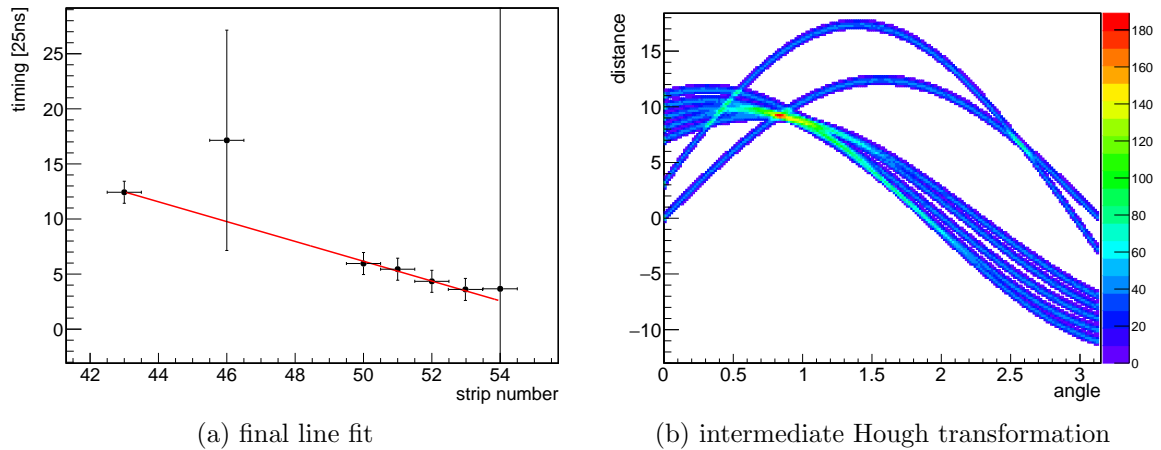 timing [25ns]
25
20
15
10
5
0
42 44 46 48 50 52 54
strip number
(a) final line fit
distance
15
10
5
0
−5
−10
0 0.5 1 1.5 2 2.5 3
angle
180
160
140
120
100
80
60
40
20
0
(b) intermediate Hough transformation